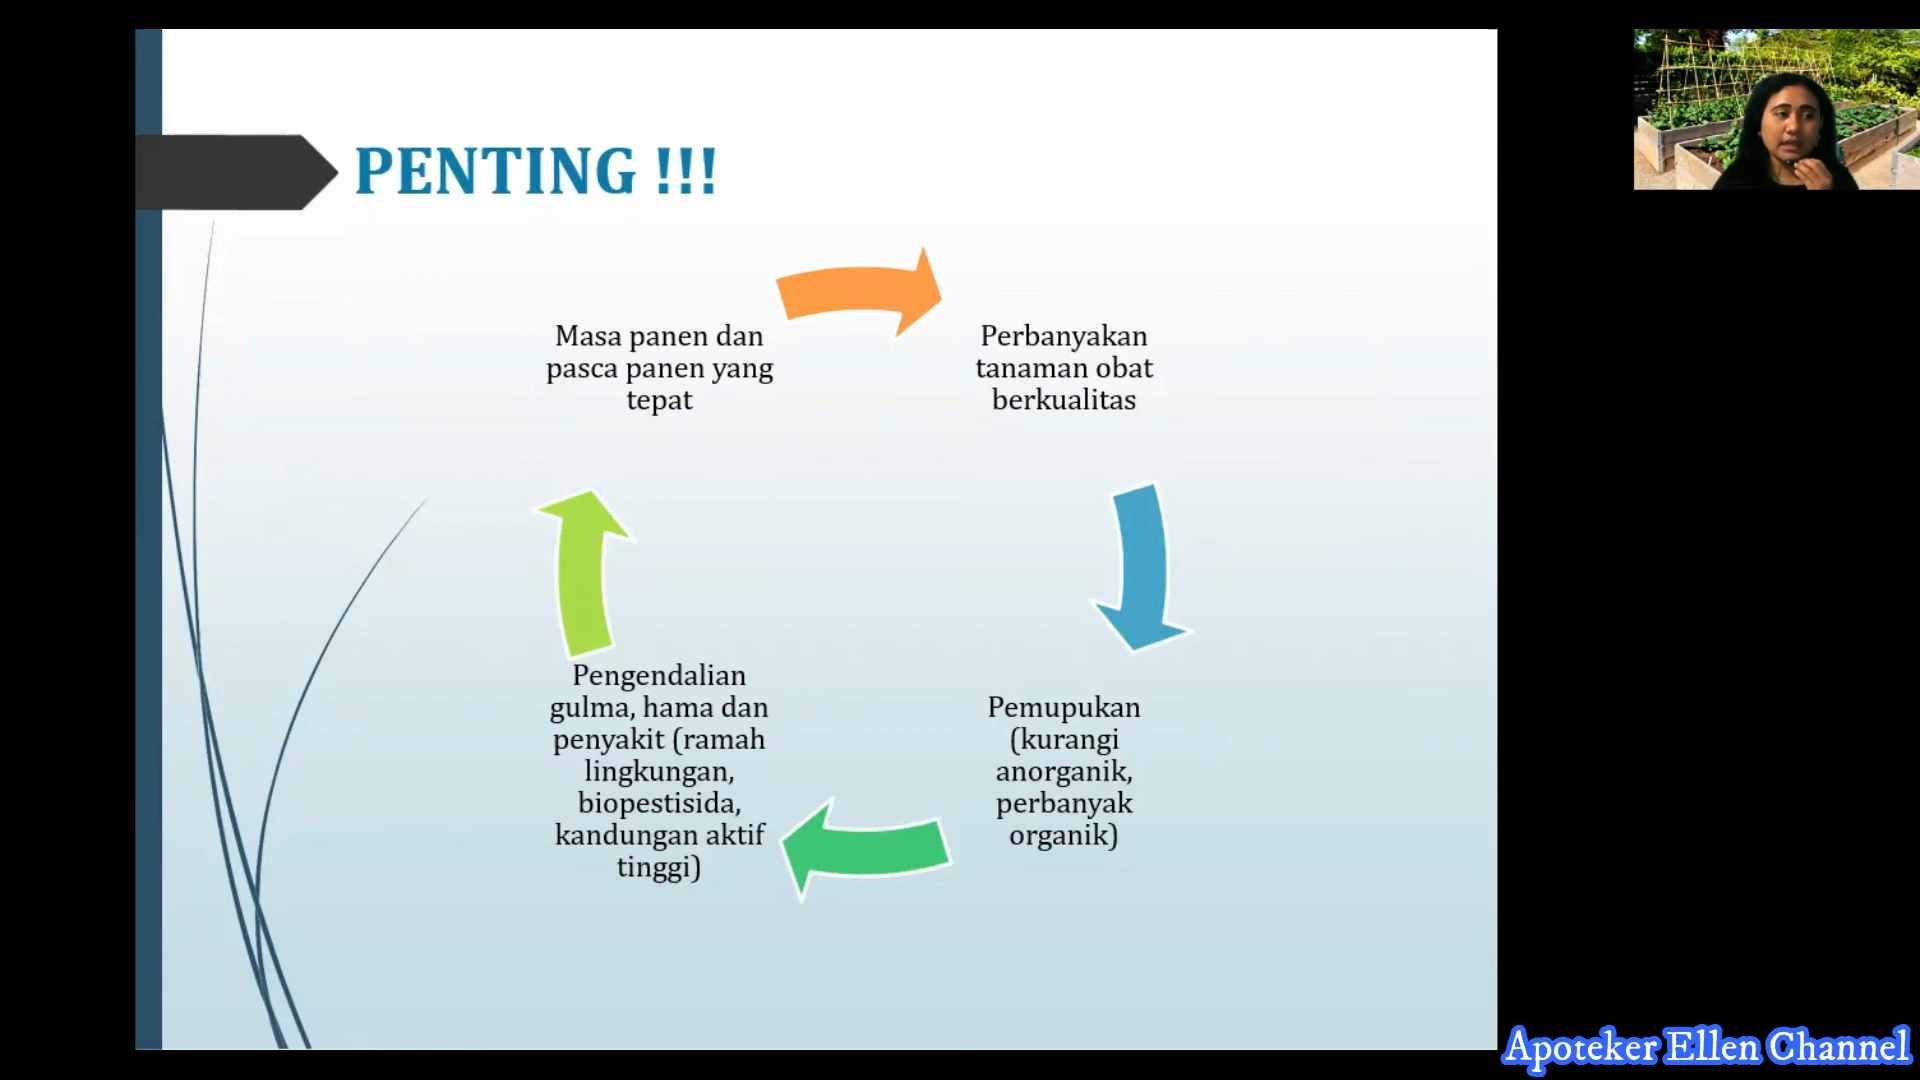 PENTING !!!
Masa panen dan
pasca panen yang
tepat
Perbanyakan
tanaman obat
berkualitas
Pemupukan
(kurangi
anorganik,
perbanyak
organik)
Pengendalian
gulma, hama dan
penyakit (ramah
lingkungan,
biopestisida,
kandungan aktif
tinggi)
Apoteker Ellen Channel